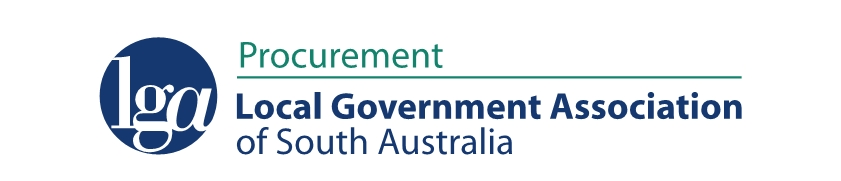 lga
Procurement
Local Government Association
of South Australia